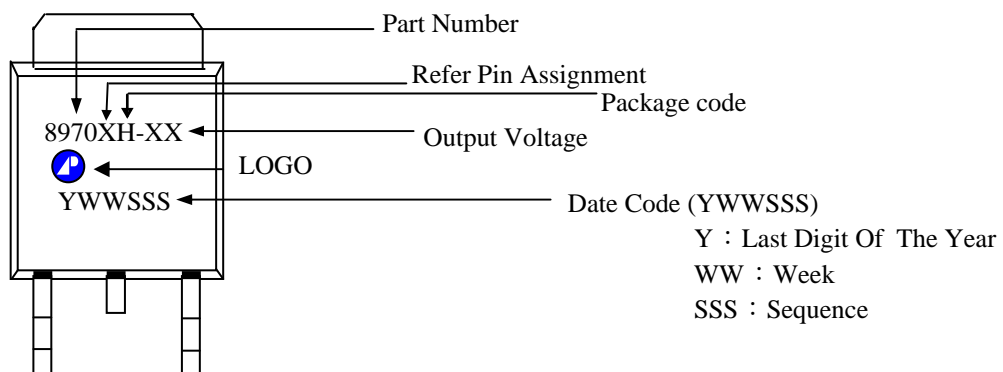 Part Number
Refer Pin Assignment
Package code
8970XH-XX
Output Voltage
LOGO
YWWSSS
Date Code (YWWSSS)
Y：Last Digit Of The Year
WW：Week
SSS：Sequence